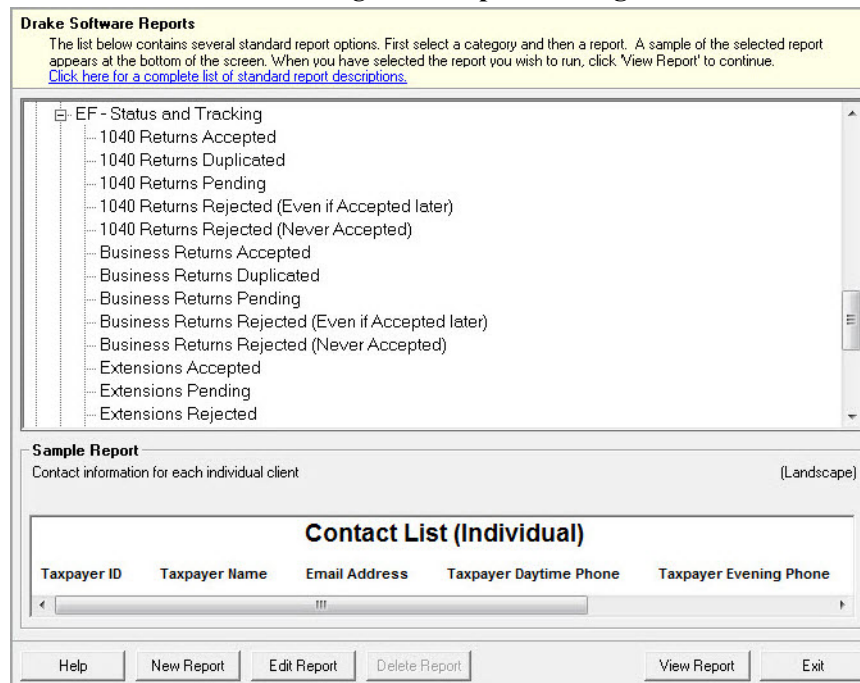 Drake Software Reports
The list below contains several standard report options. First select a category and then a report. A sample of the selected report
appears at the bottom of the screen. When you have selected the report you wish to run, click 'View Report' to continue.
Click here for a complete list of standard report descriptions.
EF - Status and Tracking
1040 Returns Accepted
1040 Returns Duplicated
1040 Returns Pending
1040 Returns Rejected (Even if Accepted later)
1040 Returns Rejected (Never Accepted)
Business Returns Accepted
Business Returns Duplicated
Business Returns Pending
Business Returns Rejected (Even if Accepted later)
Business Returns Rejected (Never Accepted)
Extensions Accepted
Extensions Pending
Extensions Rejected
Sample Report
Contact information for each individual client (Landscape)
Contact List (Individual)
Taxpayer ID Taxpayer Name Email Address Taxpayer Daytime Phone Taxpayer Evening Phone
Help New Report Edit Report Delete Report View Report Exit